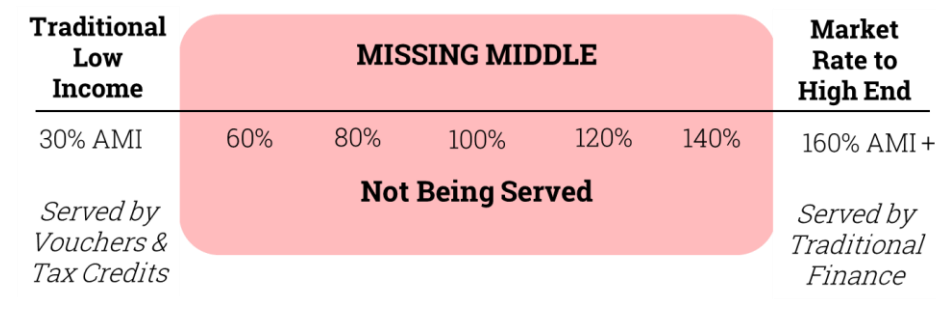 Traditional
Low
Income
MISSING MIDDLE
Market
Rate to
High End
30% AMI
60%
80%
100%
120%
140%
160% AMI +
Not Being Served
Served by
Vouchers &
Tax Credits
Served by
Traditional
Finance